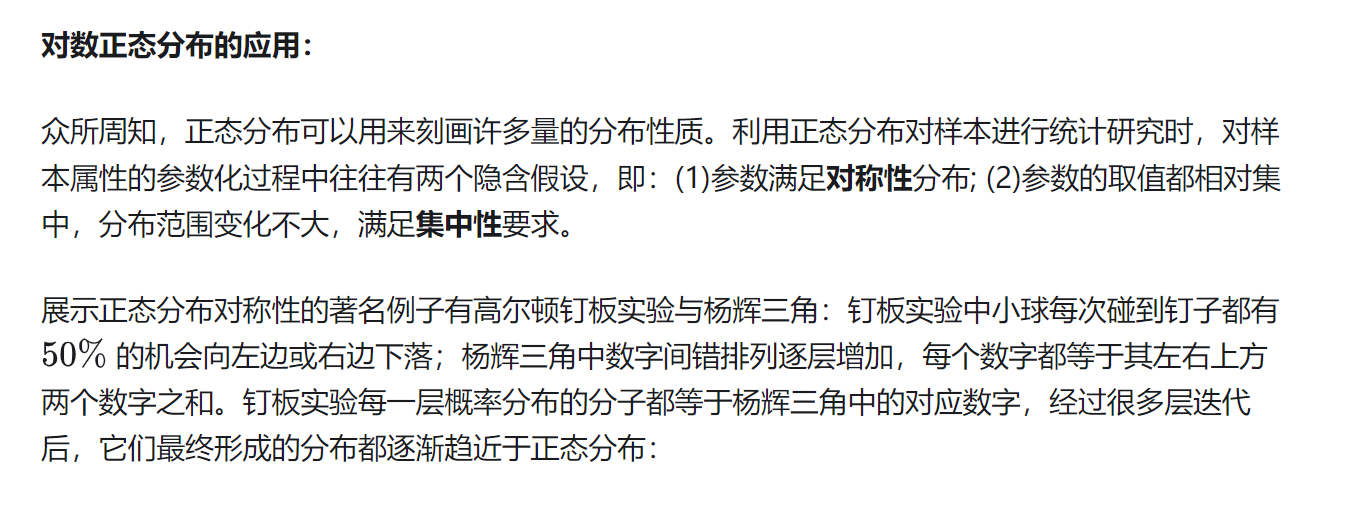 对数正态分布的应用：
众所周知，正态分布可以用来刻画许多量的分布性质。利用正态分布对样本进行统计研究时，对样
本属性的参数化过程中往往有两个隐含假设，即：(1)参数满足对称性分布; (2)参数的取值都相对集
中，分布范围变化不大，满足集中性要求。
展示正态分布对称性的著名例子有高尔顿钉板实验与杨辉三角：钉板实验中小球每次碰到钉子都有
50% 的机会向左边或右边下落；杨辉三角中数字间错排列逐层增加，每个数字都等于其左右上方
两个数字之和。钉板实验每一层概率分布的分子都等于杨辉三角中的对应数字，经过很多层迭代
后，它们最终形成的分布都逐渐趋近于正态分布：